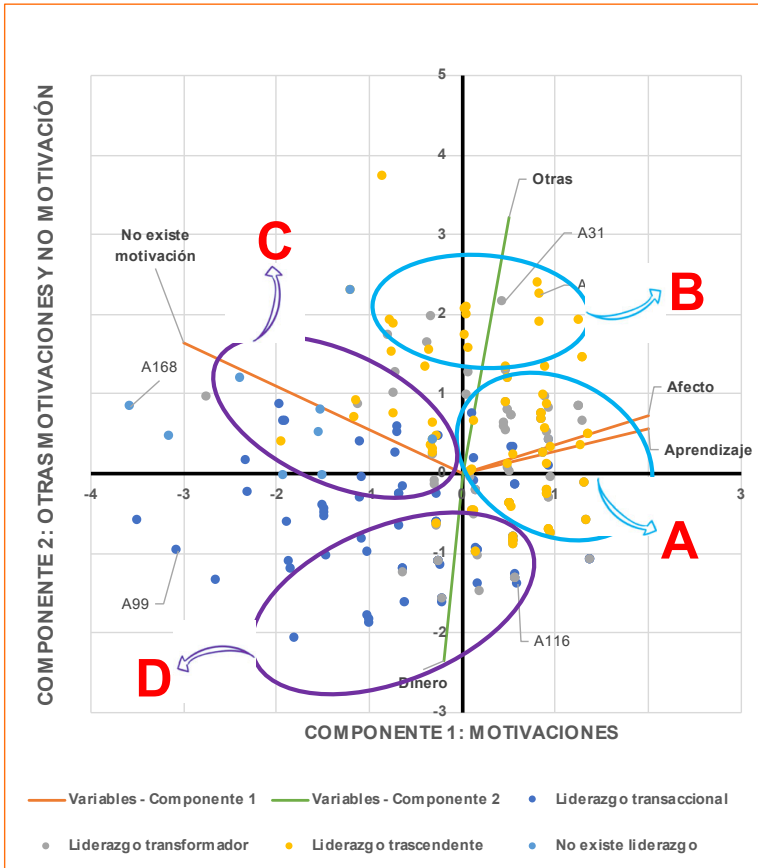 COMPONENTE 2: OTRAS MOTIVACIONES Y NO MOTIVACIÓN
5
4
3
2
1
0
-1
-2
-3
-4
-3
-2
-1
0
1
2
3
Otras
A31
A
No existe
motivación
A168
C
B
Afecto
Aprendizaje
A
A99
A116
D
Dinero
COMPONENTE 1: MOTIVACIONES
Variables - Componente 1
Variables - Componente 2
Liderazgo transaccional
Liderazgo transformador
Liderazgo trascendente
No existe liderazgo